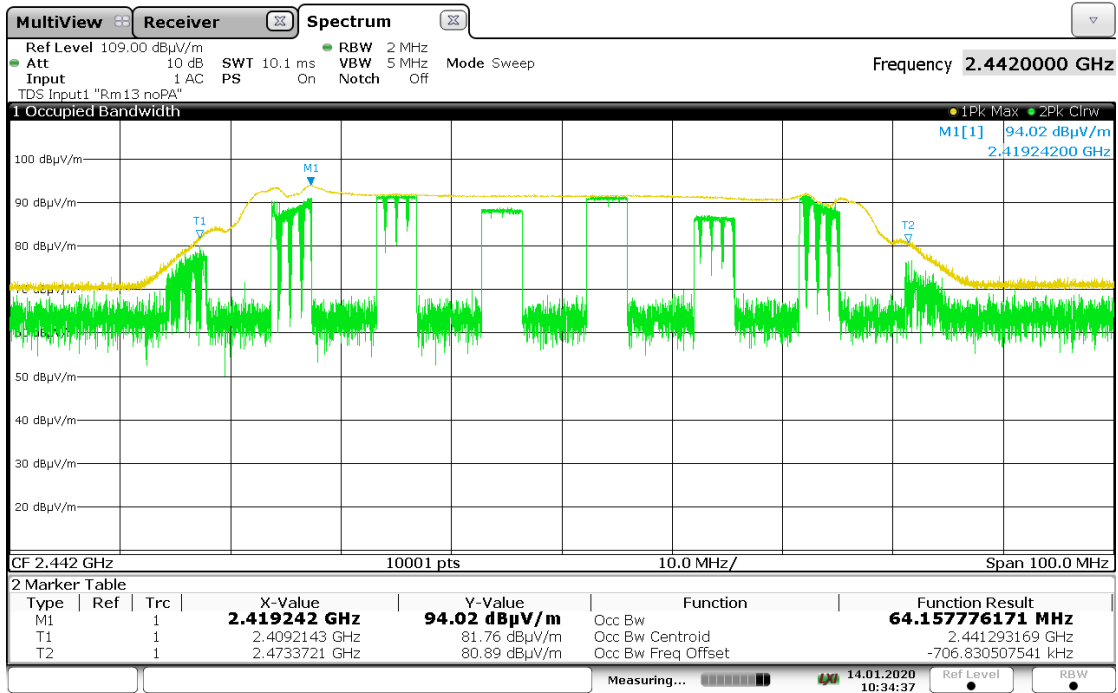 MultiView Receiver Spectrum
Ref Level 109.00 dBµV/m RBW 2 MHz
Att 10 dB SWT 10.1 ms VBW 5 MHz Mode Sweep
Input 1 AC PS On Notch Off
Frequency 2.4420000 GHz
TDS Input1 "Rm13 noPA"
1 Occupied Bandwidth 1Pk Max 2Pk Clrw
M1[1] 94.02 dBµV/m
2.41924200 GHz
100 dBµV/m
M1
90 dBµV/m
T1
T2
80 dBµV/m
50 dBµV/m
40 dBµV/m
30 dBµV/m
20 dBµV/m
CF 2.442 GHz 10001 pts 10.0 MHz/ Span 100.0 MHz
2 Marker Table
Type Ref Trc X-Value Y-Value Function Function Result
M1 1 2.419242 GHz 94.02 dBµV/m Occ Bw 64.157776171 MHz
T1 1 2.4092143 GHz 81.76 dBµV/m Occ Bw Centroid 2.441293169 GHz
T2 1 2.4733721 GHz 80.89 dBµV/m Occ Bw Freq Offset -706.830507541 kHz
Measuring... LXI 14.01.2020
10:34:37
Ref Level RBW